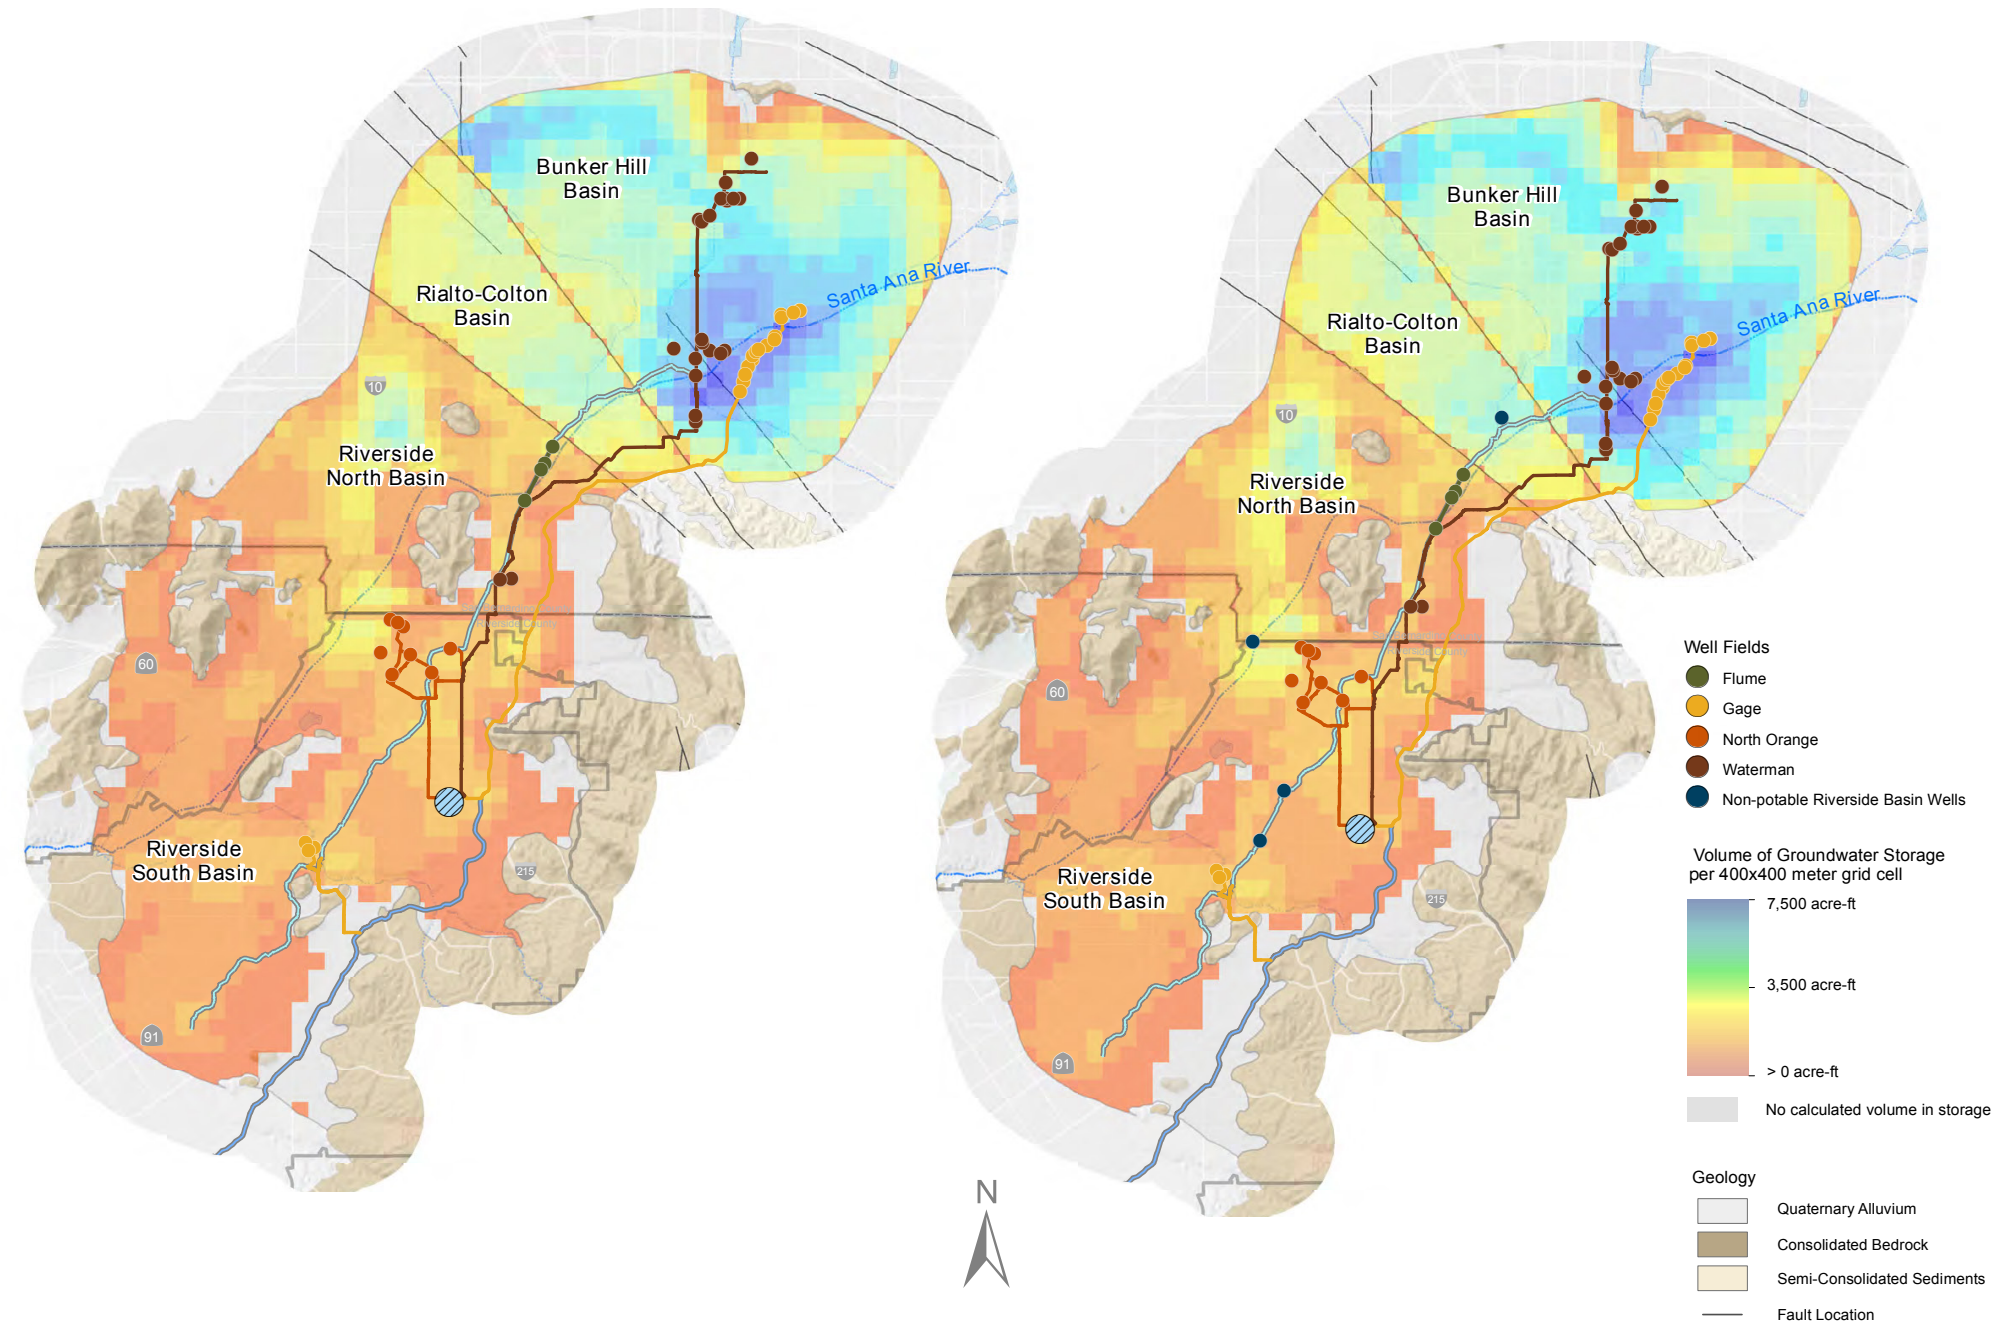 Bunker Hill
Basin
Santa Ana River
Rialto-Colton
Basin
10
Riverside
North Basin
Riverside County
60
Riverside
South Basin
215
91
Bunker Hill
Basin
Santa Ana River
Rialto-Colton
Basin
10
Riverside
North Basin
Riverside County
60
Riverside
South Basin
215
91
N
Well Fields
Flume
Gage
North Orange
Waterman
Non-potable Riverside Basin Wells
Volume of Groundwater Storage
per 400x400 meter grid cell
7,500 acre-ft
3,500 acre-ft
> 0 acre-ft
No calculated volume in storage
Geology
Quaternary Alluvium
Consolidated Bedrock
Semi-Consolidated Sediments
Fault Location